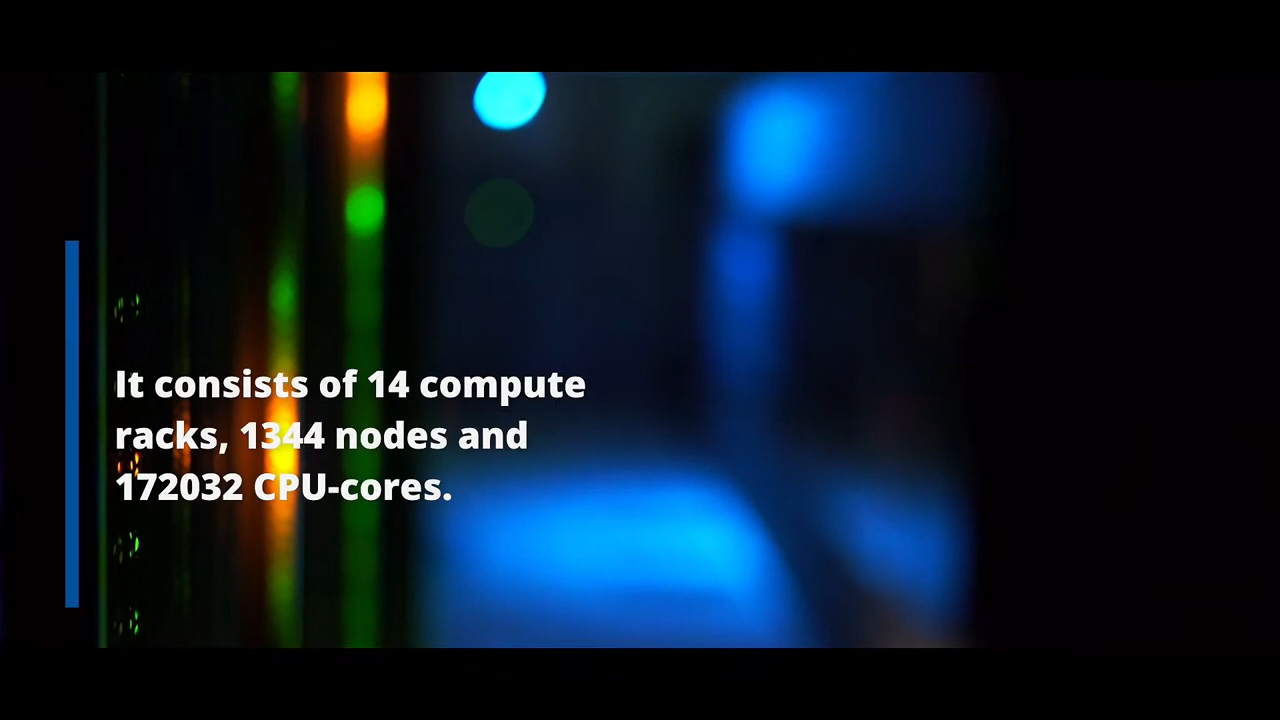 It consists of 14 compute
racks, 1344 nodes and
172032 CPU-cores.